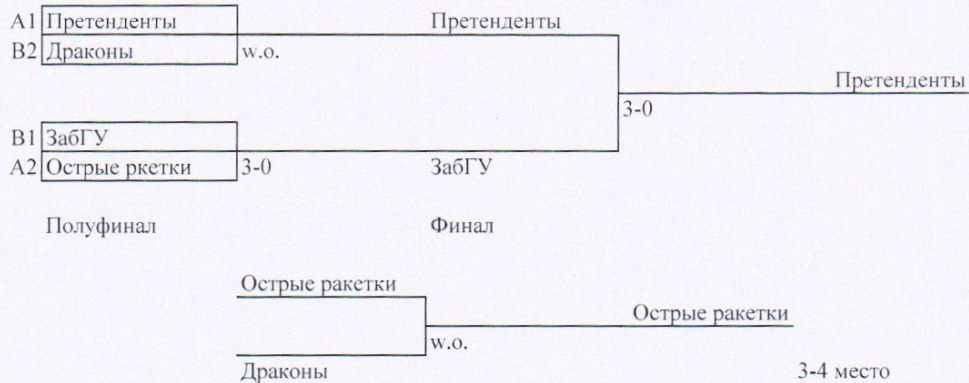 A1 Претенденты Претенденты
B2 Драконы w.o.
Претенденты
3-0
B1 ЗабГУ
A2 Острые ркетки 3-0 ЗабГУ
Полуфинал Финал
Острые ракетки
Острые ракетки
w.o.
Драконы 3-4 место